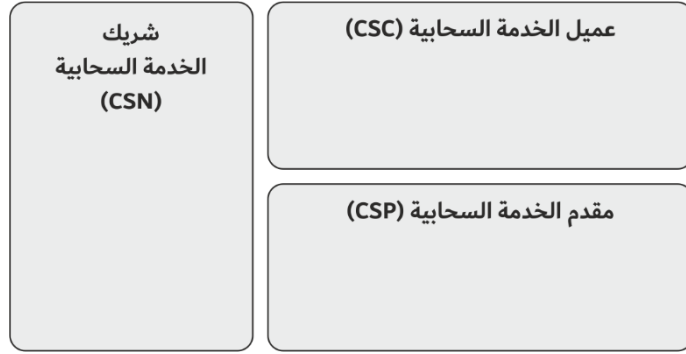 شريك
الخدمة السحابية
(CSN)
عميل الخدمة السحابية (CSC)
مقدم الخدمة السحابية (CSP)